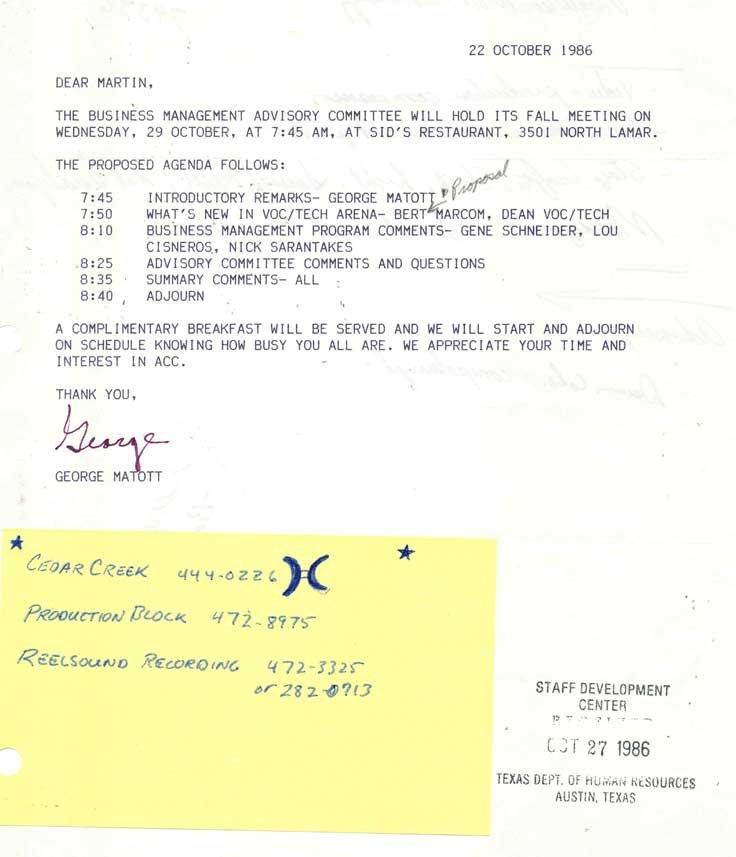 22 OCTOBER 1986
DEAR MARTIN,
THE BUSINESS MANAGEMENT ADVISORY COMMITTEE WILL HOLD ITS FALL MEETING ON
WEDNESDAY, 29 OCTOBER, AT 7:45 AM, AT SID'S RESTAURANT, 3501 NORTH LAMAR.
THE PROPOSED AGENDA FOLLOWS:
Proposal
7:45 INTRODUCTORY REMARKS- GEORGE MATOTT
7:50 WHAT'S NEW IN VOC/TECH ARENA- BERT MARCOM, DEAN VOC/TECH
8:10 BUSINESS MANAGEMENT PROGRAM COMMENTS- GENE SCHNEIDER, LOU
CISNEROS, NICK SARANTAKES
8:25 ADVISORY COMMITTEE COMMENTS AND QUESTIONS
8:35 SUMMARY COMMENTS- ALL
8:40 ADJOURN
A COMPLIMENTARY BREAKFAST WILL BE SERVED AND WE WILL START AND ADJOURN
ON SCHEDULE KNOWING HOW BUSY YOU ALL ARE. WE APPRECIATE YOUR TIME AND
INTEREST IN ACC.
THANK YOU,
George
GEORGE MATOTT
CEDAR CREEK 444-0226
PRODUCTION BLOCK 472-8975
REELSOUND RECORDING 472-3325
or 282-0713
STAFF DEVELOPMENT
CENTER
RECEIVED
OCT 27 1986
TEXAS DEPT. OF HUMAN RESOURCES
AUSTIN, TEXAS